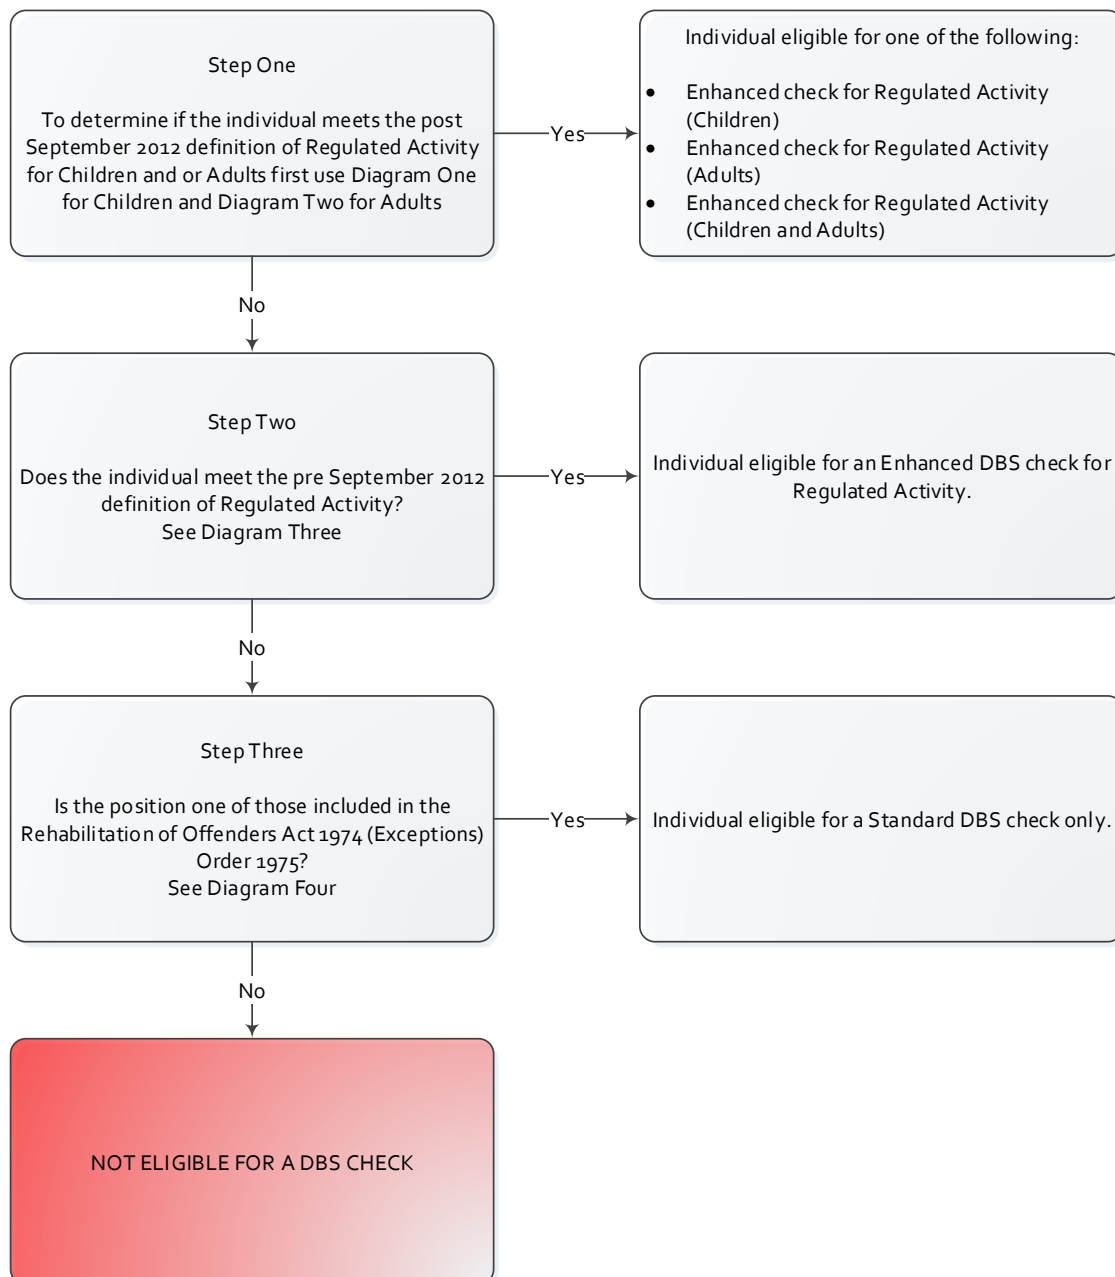 Step One
To determine if the individual meets the post
September 2012 definition of Regulated Activity
for Children and or Adults first use Diagram One
for Children and Diagram Two for Adults
Yes
Individual eligible for one of the following:
• Enhanced check for Regulated Activity
(Children)
• Enhanced check for Regulated Activity
(Adults)
• Enhanced check for Regulated Activity
(Children and Adults)
No
Step Two
Does the individual meet the pre September 2012
definition of Regulated Activity?
See Diagram Three
Yes
Individual eligible for an Enhanced DBS check for
Regulated Activity.
No
Step Three
Is the position one of those included in the
Rehabilitation of Offenders Act 1974 (Exceptions)
Order 1975?
See Diagram Four
Yes
Individual eligible for a Standard DBS check only.
No
NOT ELIGIBLE FOR A DBS CHECK